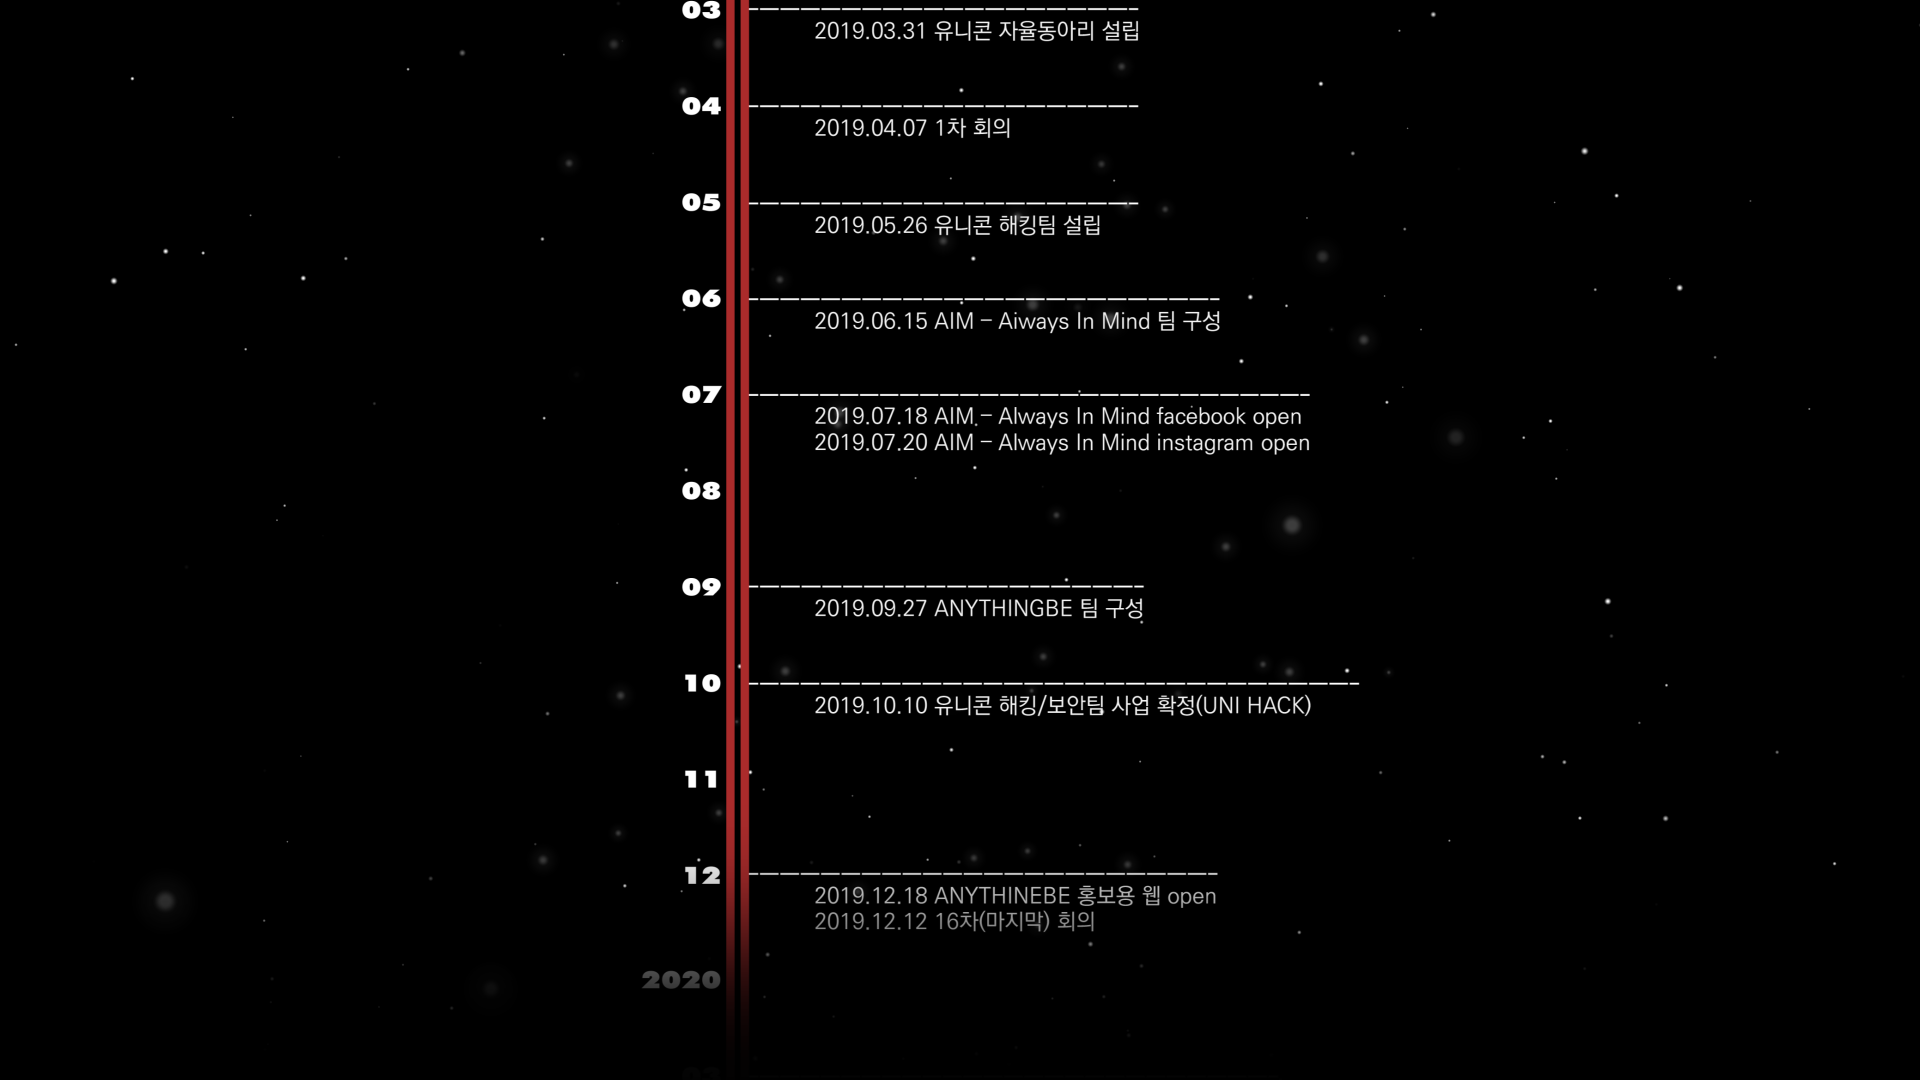 03
2019.03.31 유니콘 자율동아리 설립
04
2019.04.07 1차 회의
05
2019.05.26 유니콘 해킹팀 설립
06
2019.06.15 AIM - Aiways In Mind 팀 구성
07
2019.07.18 AIM - Always In Mind facebook open
2019.07.20 AIM - Always In Mind instagram open
08
09
2019.09.27 ANYTHINGBE 팀 구성
10
2019.10.10 유니콘 해킹/보안팀 사업 확정(UNI HACK)
11
12
2019.12.18 ANYTHINEBE 홍보용 웹 open
2019.12.12 16차(마지막) 회의
2020